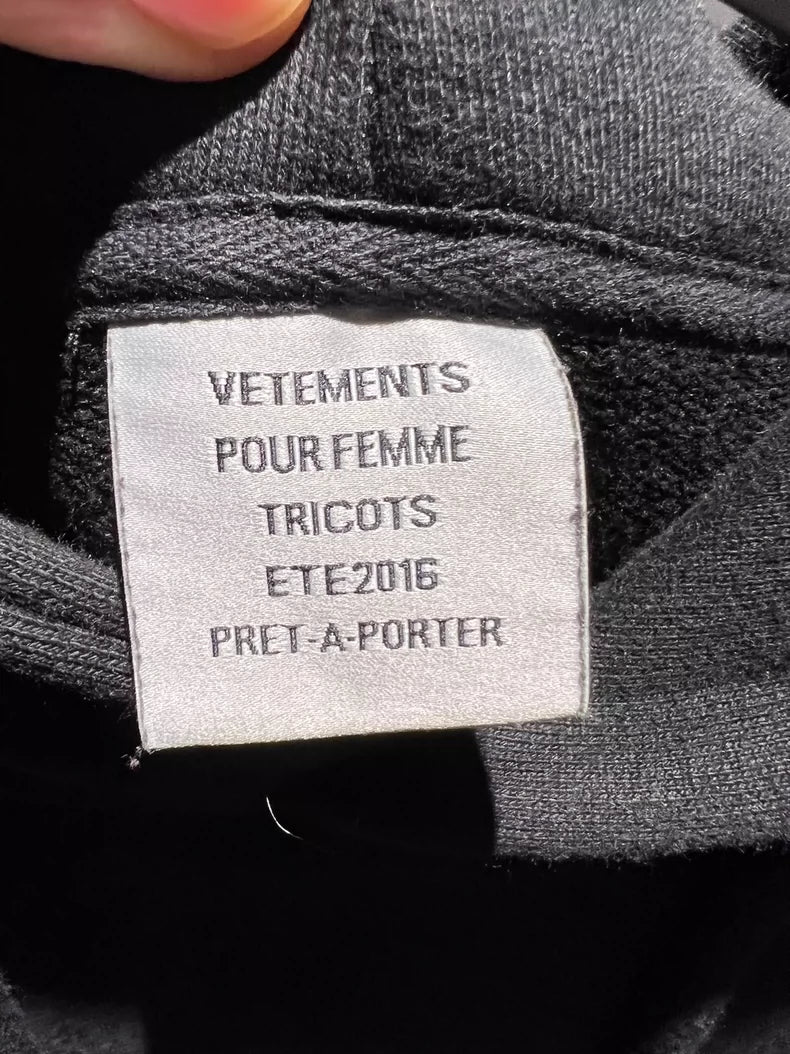 VETEMENTS
POUR FEMME
TRICOTS
ETE2016
PRET-A-PORTER